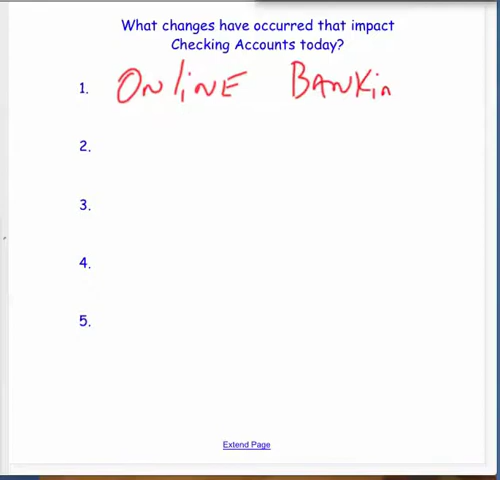 What changes have occurred that impact
Checking Accounts today?
1. ONLiNE BANKin
2.
3.
4.
5.
Extend Page